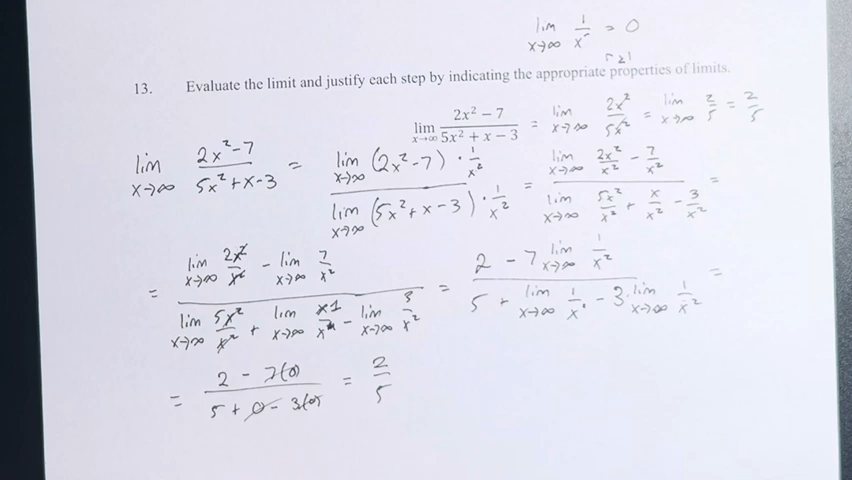 lim x→∞ 1/xʳ = 0
r ≥ 1
13. Evaluate the limit and justify each step by indicating the appropriate properties of limits.
lim x→∞ (2x² − 7)/(5x² + x − 3) = lim x→∞ 2x²/5x² = lim x→∞ 2/5 = 2/5
lim x→∞ (2x² − 7)/(5x² + x − 3) = (lim x→∞ (2x² − 7) · 1/x²)/(lim x→∞ (5x² + x − 3) · 1/x²) = (lim x→∞ 2x²/x² − 7/x²)/(lim x→∞ 5x²/x² + x/x² − 3/x²) =
= (lim x→∞ 2x²/x² − lim x→∞ 7/x²)/(lim x→∞ 5x²/x² + lim x→∞ x1/x² − lim x→∞ 3/x²) = (2 − 7 lim x→∞ 1/x²)/(5 + lim x→∞ 1/x − 3 · lim x→∞ 1/x²) =
= (2 − 7(0))/(5 + 0 − 3(0)) = 2/5